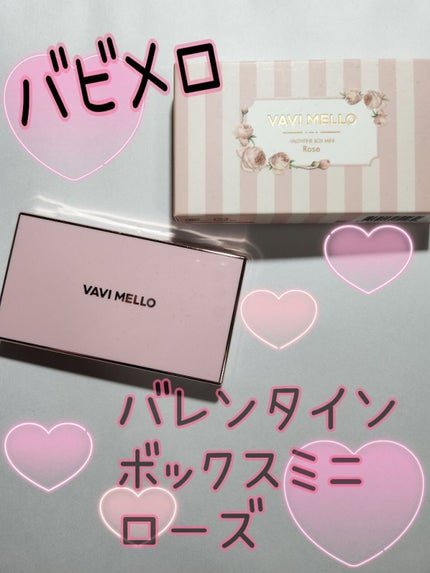 バビメロ
VAVI MELLO
VALENTINE BOX MINI
Rose
VAVI MELLO
バレンタイン
ボックスミニ
ローズ